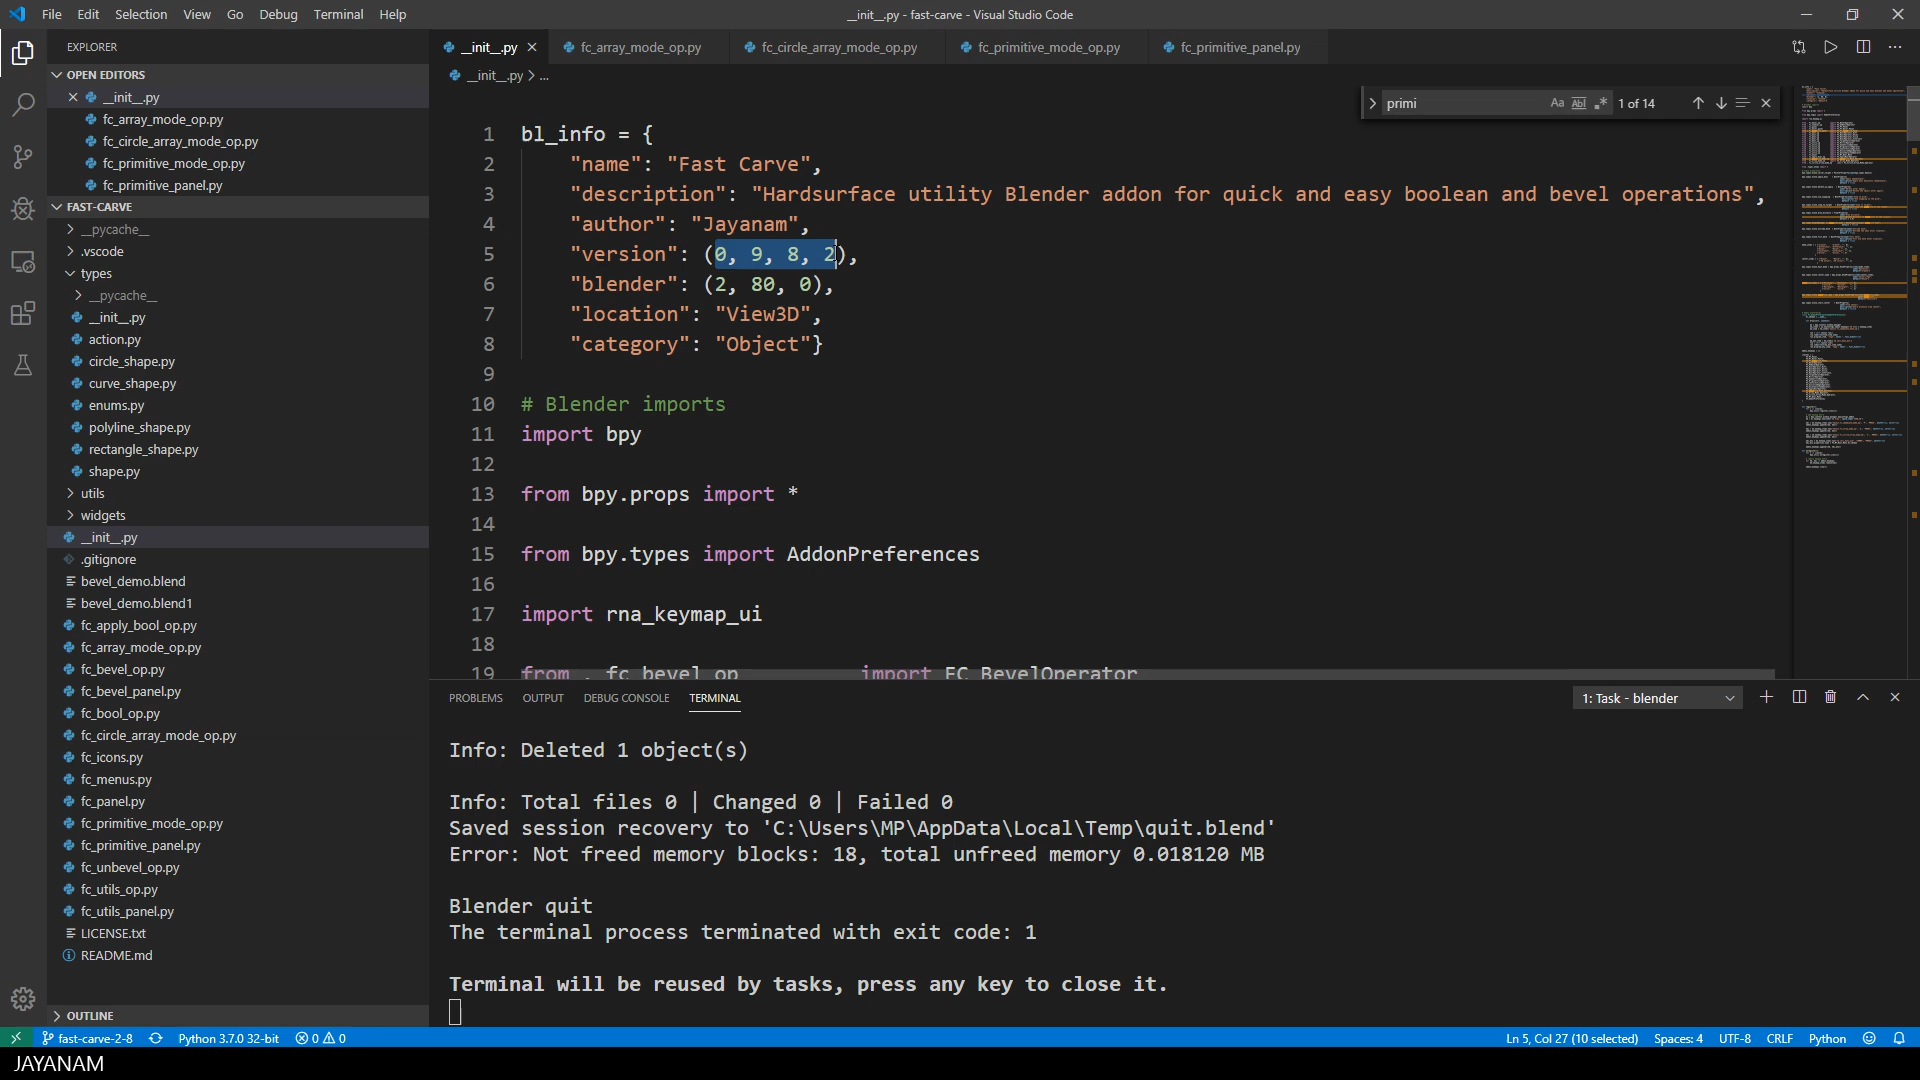 File Edit Selection View Go Debug Terminal Help
__init__.py - fast-carve - Visual Studio Code
EXPLORER
OPEN EDITORS
__init__.py
fc_array_mode_op.py
fc_circle_array_mode_op.py
fc_primitive_mode_op.py
fc_primitive_panel.py
FAST-CARVE
__pycache__
.vscode
types
__pycache__
__init__.py
action.py
circle_shape.py
curve_shape.py
enums.py
polyline_shape.py
rectangle_shape.py
shape.py
utils
widgets
__init__.py
.gitignore
bevel_demo.blend
bevel_demo.blend1
fc_apply_bool_op.py
fc_array_mode_op.py
fc_bevel_op.py
fc_bevel_panel.py
fc_bool_op.py
fc_circle_array_mode_op.py
fc_icons.py
fc_menus.py
fc_panel.py
fc_primitive_mode_op.py
fc_primitive_panel.py
fc_unbevel_op.py
fc_utils_op.py
fc_utils_panel.py
LICENSE.txt
README.md
OUTLINE
__init__.py fc_array_mode_op.py fc_circle_array_mode_op.py fc_primitive_mode_op.py fc_primitive_panel.py
__init__.py > ...
primi Aa Abl .* 1 of 14
1 bl_info = {
2 "name": "Fast Carve",
3 "description": "Hardsurface utility Blender addon for quick and easy boolean and bevel operations",
4 "author": "Jayanam",
5 "version": (0, 9, 8, 2),
6 "blender": (2, 80, 0),
7 "location": "View3D",
8 "category": "Object"}
9
10 # Blender imports
11 import bpy
12
13 from bpy.props import *
14
15 from bpy.types import AddonPreferences
16
17 import rna_keymap_ui
18
19 from . fc_bevel_op import FC_BevelOperator
PROBLEMS OUTPUT DEBUG CONSOLE TERMINAL
1: Task - blender
Info: Deleted 1 object(s)
Info: Total files 0 | Changed 0 | Failed 0
Saved session recovery to 'C:\Users\MP\AppData\Local\Temp\quit.blend'
Error: Not freed memory blocks: 18, total unfreed memory 0.018120 MB
Blender quit
The terminal process terminated with exit code: 1
Terminal will be reused by tasks, press any key to close it.
fast-carve-2-8 Python 3.7.0 32-bit 0 0
Ln 5, Col 27 (10 selected) Spaces: 4 UTF-8 CRLF Python
JAYANAM